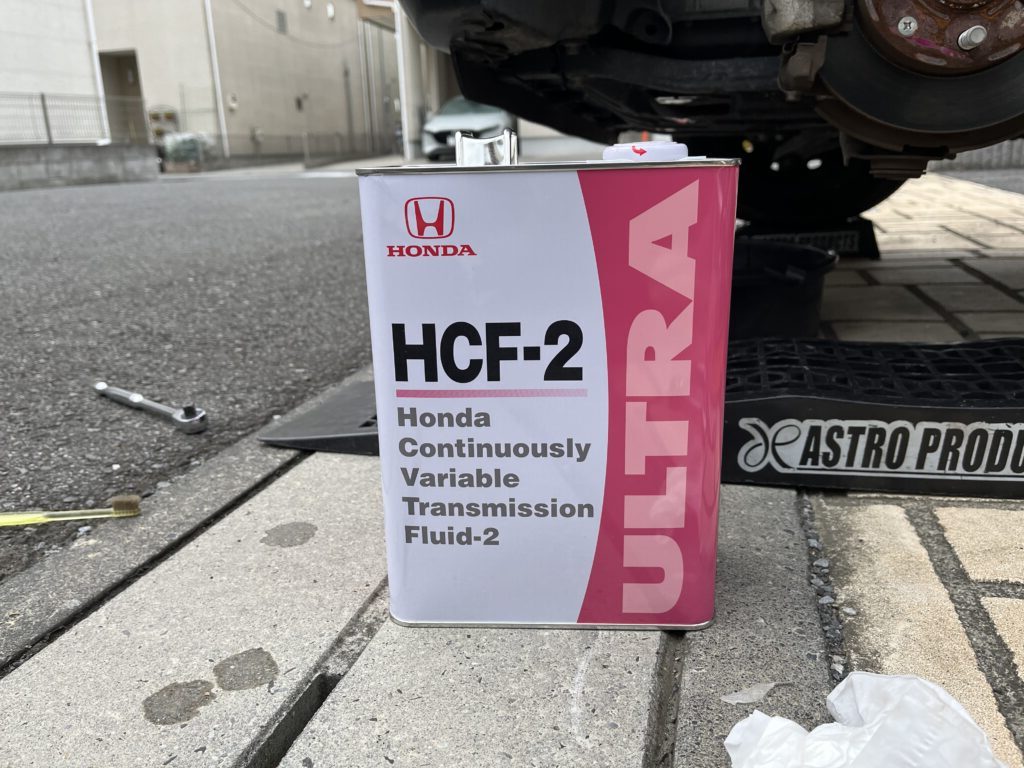 HONDA
HCF-2
Honda
Continuously
Variable
Transmission
Fluid-2
ULTRA
ASTRO PRODU